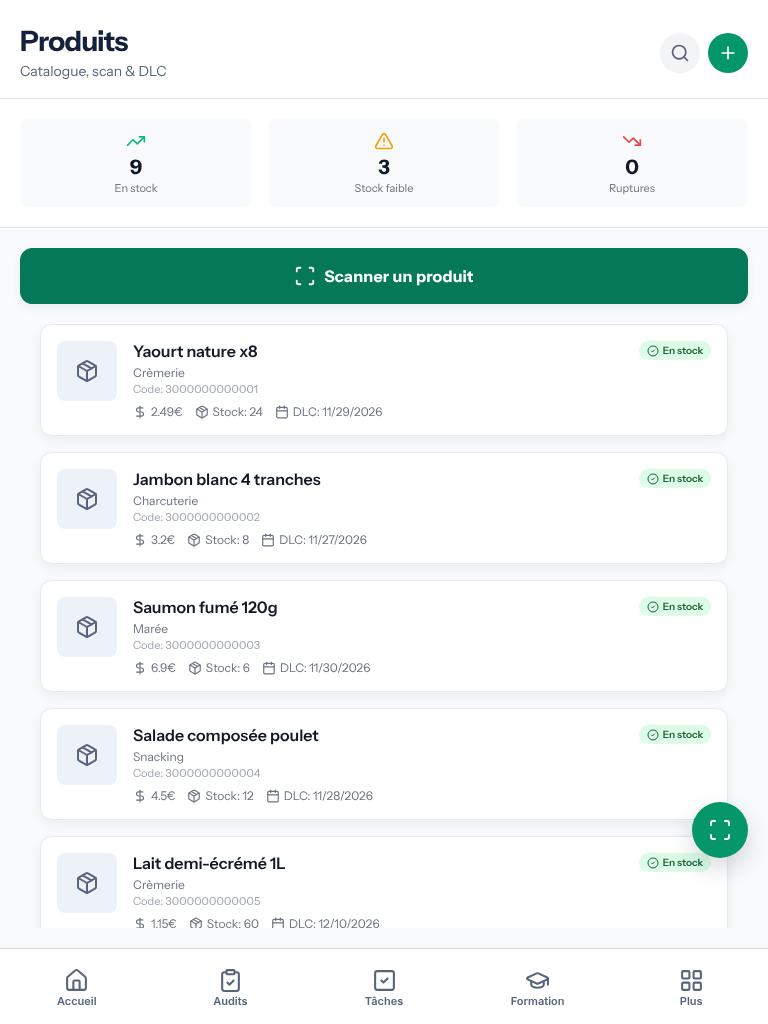 Produits
Catalogue, scan & DLC
9
En stock
3
Stock faible
0
Ruptures
Scanner un produit
Yaourt nature x8
En stock
Crèmerie
Code: 3000000000001
2.49€ Stock: 24 DLC: 11/29/2026
Jambon blanc 4 tranches
En stock
Charcuterie
Code: 3000000000002
3.2€ Stock: 8 DLC: 11/27/2026
Saumon fumé 120g
En stock
Marée
Code: 3000000000003
6.9€ Stock: 6 DLC: 11/30/2026
Salade composée poulet
En stock
Snacking
Code: 3000000000004
4.5€ Stock: 12 DLC: 11/28/2026
Lait demi-écrémé 1L
En stock
Crèmerie
Code: 3000000000005
1.15€ Stock: 60 DLC: 12/10/2026
Accueil
Audits
Tâches
Formation
Plus